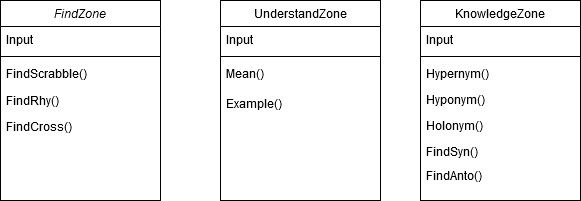 FindZone
Input
FindScrabble()
FindRhy()
FindCross()
UnderstandZone
Input
Mean()
Example()
KnowledgeZone
Input
Hypernym()
Hyponym()
Holonym()
FindSyn()
FindAnto()